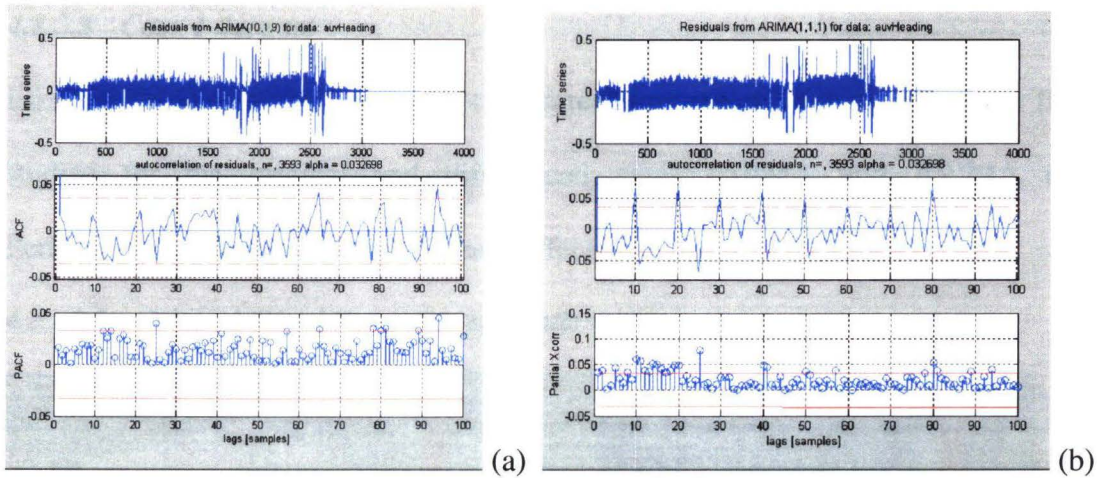 Residuals from ARIMA(10,1,9) for data: auvHeading
0.5
0
-0.5
Time series
0 500 1000 1500 2000 2500 3000 3500 4000
autocorrelation of residuals, n=, 3593 alpha = 0.032698
0.05
0
-0.05
ACF
0 10 20 30 40 50 60 70 80 90 100
0.05
0
-0.05
PACF
0 10 20 30 40 50 60 70 80 90 100
lags [samples]
(a)
Residuals from ARIMA(1,1,1) for data: auvHeading
0.5
0
-0.5
Time series
0 500 1000 1500 2000 2500 3000 3500 4000
autocorrelation of residuals, n=, 3593 alpha = 0.032698
0.05
0
-0.05
ACF
0 10 20 30 40 50 60 70 80 90 100
0.15
0.10
0.05
0.00
-0.05
Partial X corr
0 10 20 30 40 50 60 70 80 90 100
lags [samples]
(b)